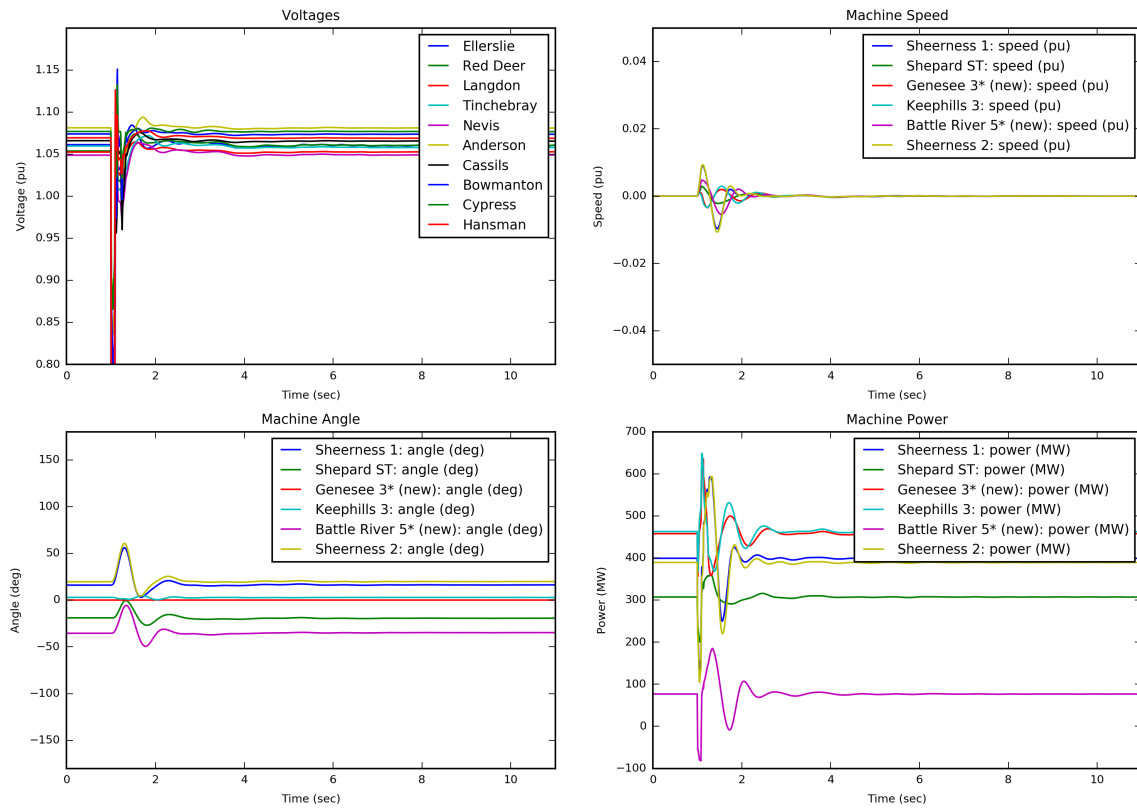 Voltages
1.15
1.10
1.05
1.00
0.95
0.90
0.85
0.80
Voltage (pu)
0
2
4
6
8
10
Time (sec)
Ellerslie
Red Deer
Langdon
Tinchebray
Nevis
Anderson
Cassils
Bowmanton
Cypress
Hansman
Machine Speed
0.04
0.02
0.00
−0.02
−0.04
Speed (pu)
0
2
4
6
8
10
Time (sec)
Sheerness 1: speed (pu)
Shepard ST: speed (pu)
Genesee 3* (new): speed (pu)
Keephills 3: speed (pu)
Battle River 5* (new): speed (pu)
Sheerness 2: speed (pu)
Machine Angle
150
100
50
0
−50
−100
−150
Angle (deg)
0
2
4
6
8
10
Time (sec)
Sheerness 1: angle (deg)
Shepard ST: angle (deg)
Genesee 3* (new): angle (deg)
Keephills 3: angle (deg)
Battle River 5* (new): angle (deg)
Sheerness 2: angle (deg)
Machine Power
700
600
500
400
300
200
100
0
−100
Power (MW)
0
2
4
6
8
10
Time (sec)
Sheerness 1: power (MW)
Shepard ST: power (MW)
Genesee 3* (new): power (MW)
Keephills 3: power (MW)
Battle River 5* (new): power (MW)
Sheerness 2: power (MW)